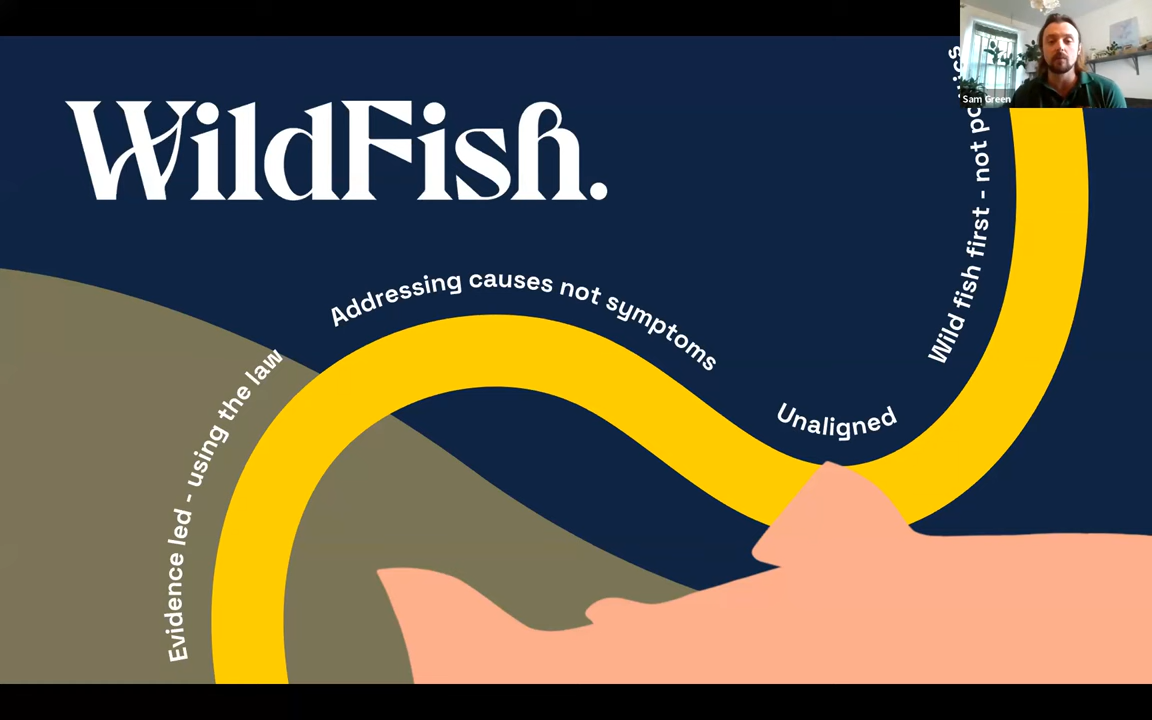 WildFish.
Addressing causes not symptoms
Evidence led - using the law
Unaligned
Wild fish first - not
Sam Green